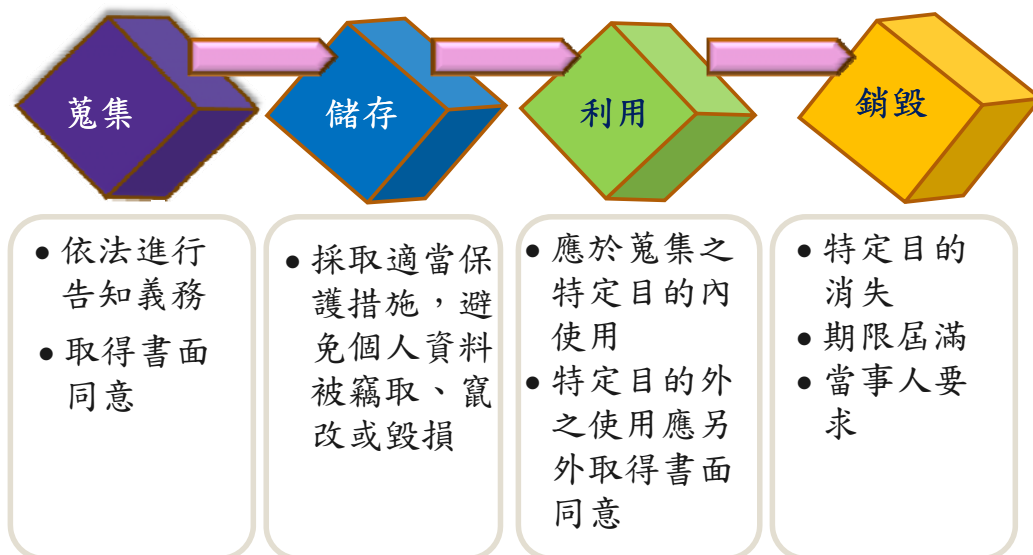 蒐集
儲存
利用
銷毀
• 依法進行
告知義務
• 取得書面
同意
• 採取適當保
護措施，避
免個人資料
被竊取、竄
改或毀損
• 應於蒐集之
特定目的內
使用
• 特定目的外
之使用應另
外取得書面
同意
• 特定目的
消失
• 期限屆滿
• 當事人要
求